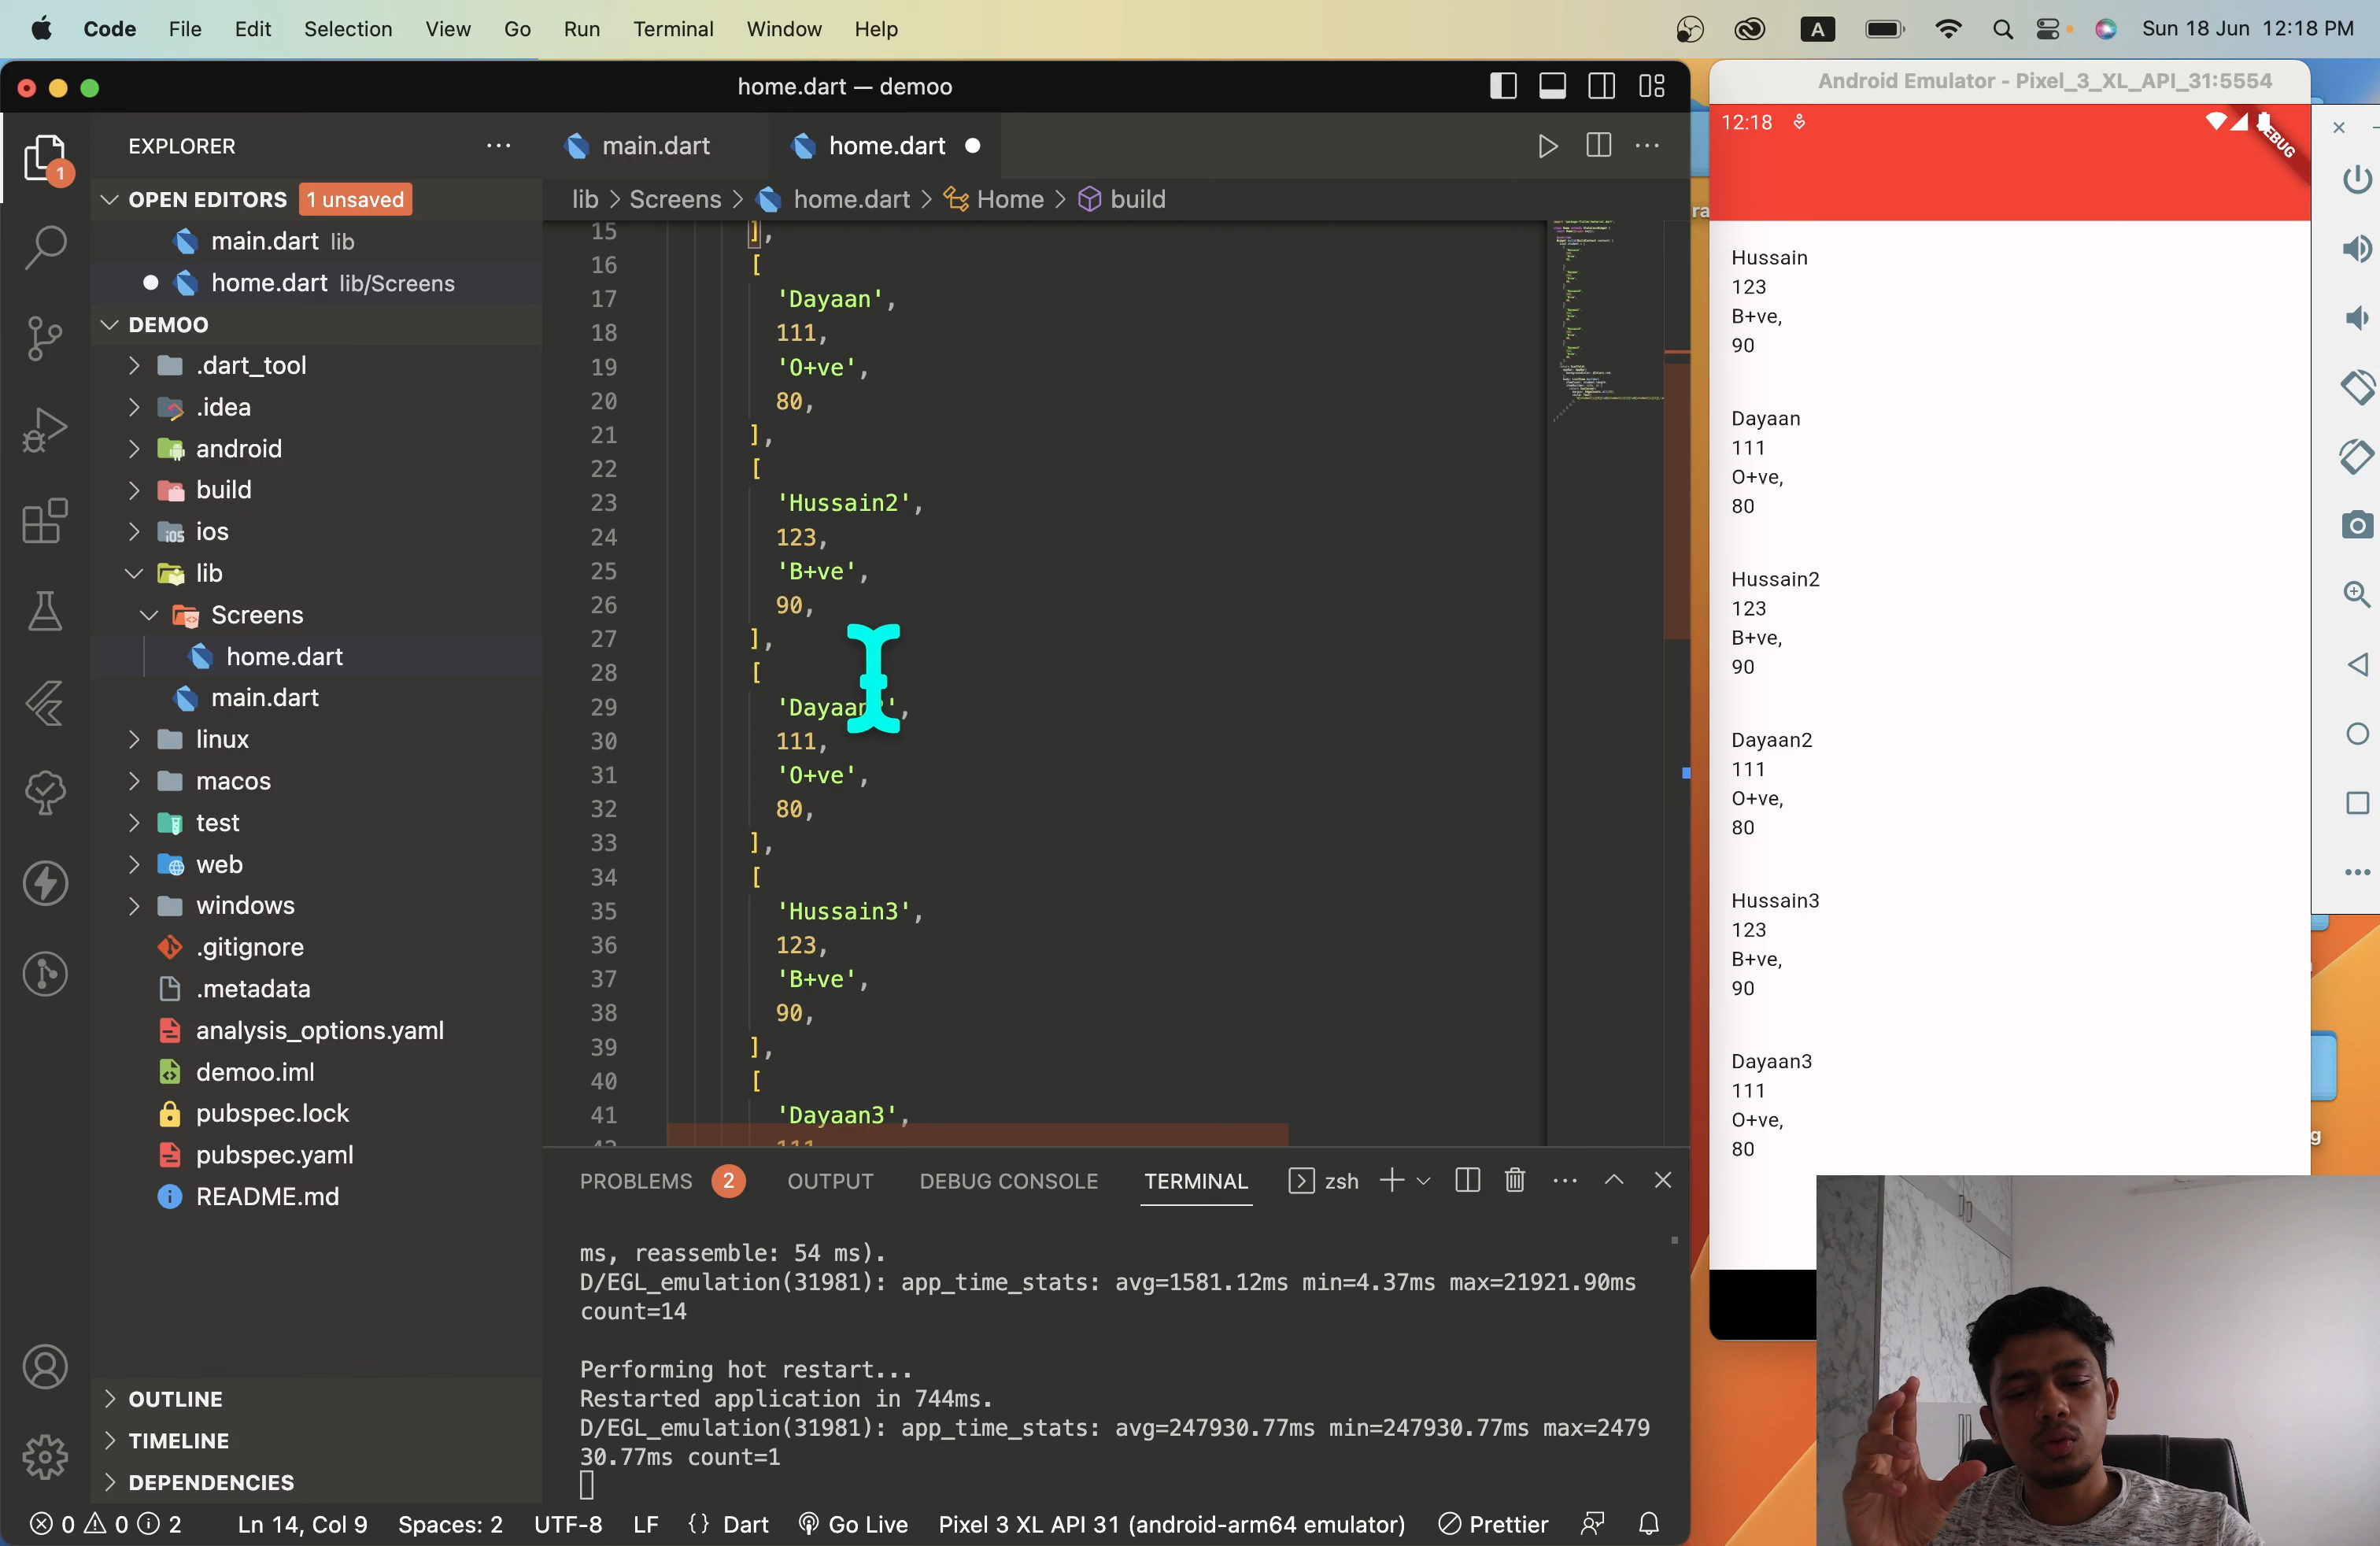 Code File Edit Selection View Go Run Terminal Window Help
A
Sun 18 Jun 12:18 PM
home.dart — demoo
EXPLORER
OPEN EDITORS 1 unsaved
main.dart lib
home.dart lib/Screens
DEMOO
.dart_tool
.idea
android
build
ios
lib
Screens
home.dart
main.dart
linux
macos
test
web
windows
.gitignore
.metadata
analysis_options.yaml
demoo.iml
pubspec.lock
pubspec.yaml
README.md
OUTLINE
TIMELINE
DEPENDENCIES
1
main.dart
home.dart
lib > Screens > home.dart > Home > build
15 ],
16 [
17 'Dayaan',
18 111,
19 'O+ve',
20 80,
21 ],
22 [
23 'Hussain2',
24 123,
25 'B+ve',
26 90,
27 ],
28 [
29 'Dayaan2',
30 111,
31 'O+ve',
32 80,
33 ],
34 [
35 'Hussain3',
36 123,
37 'B+ve',
38 90,
39 ],
40 [
41 'Dayaan3',
PROBLEMS 2 OUTPUT DEBUG CONSOLE TERMINAL zsh
ms, reassemble: 54 ms).
D/EGL_emulation(31981): app_time_stats: avg=1581.12ms min=4.37ms max=21921.90ms
count=14
Performing hot restart...
Restarted application in 744ms.
D/EGL_emulation(31981): app_time_stats: avg=247930.77ms min=247930.77ms max=2479
30.77ms count=1
0 0 2 Ln 14, Col 9 Spaces: 2 UTF-8 LF {} Dart Go Live Pixel 3 XL API 31 (android-arm64 emulator) Prettier
Android Emulator - Pixel_3_XL_API_31:5554
12:18
Hussain
123
B+ve,
90
Dayaan
111
O+ve,
80
Hussain2
123
B+ve,
90
Dayaan2
111
O+ve,
80
Hussain3
123
B+ve,
90
Dayaan3
111
O+ve,
80
ra
g